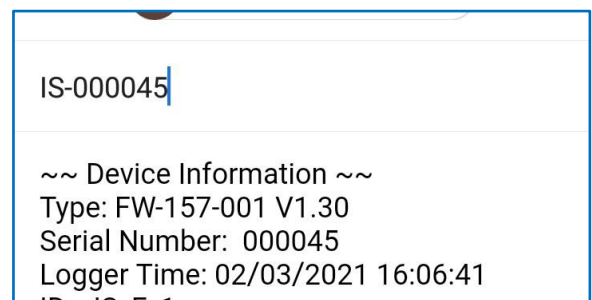 IS-000045
~~ Device Information ~~
Type: FW-157-001 V1.30
Serial Number:  000045
Logger Time: 02/03/2021 16:06:41